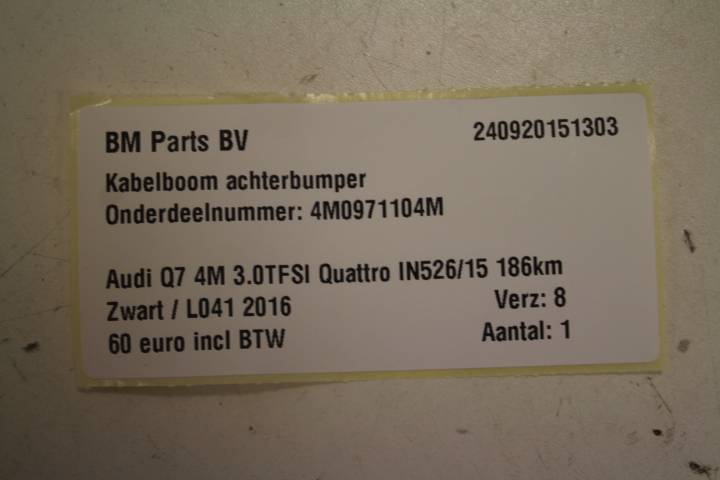 BM Parts BV 240920151303
Kabelboom achterbumper
Onderdeelnummer: 4M0971104M
Audi Q7 4M 3.0TFSI Quattro IN526/15 186km
Zwart / L041 2016 Verz: 8
60 euro incl BTW Aantal: 1